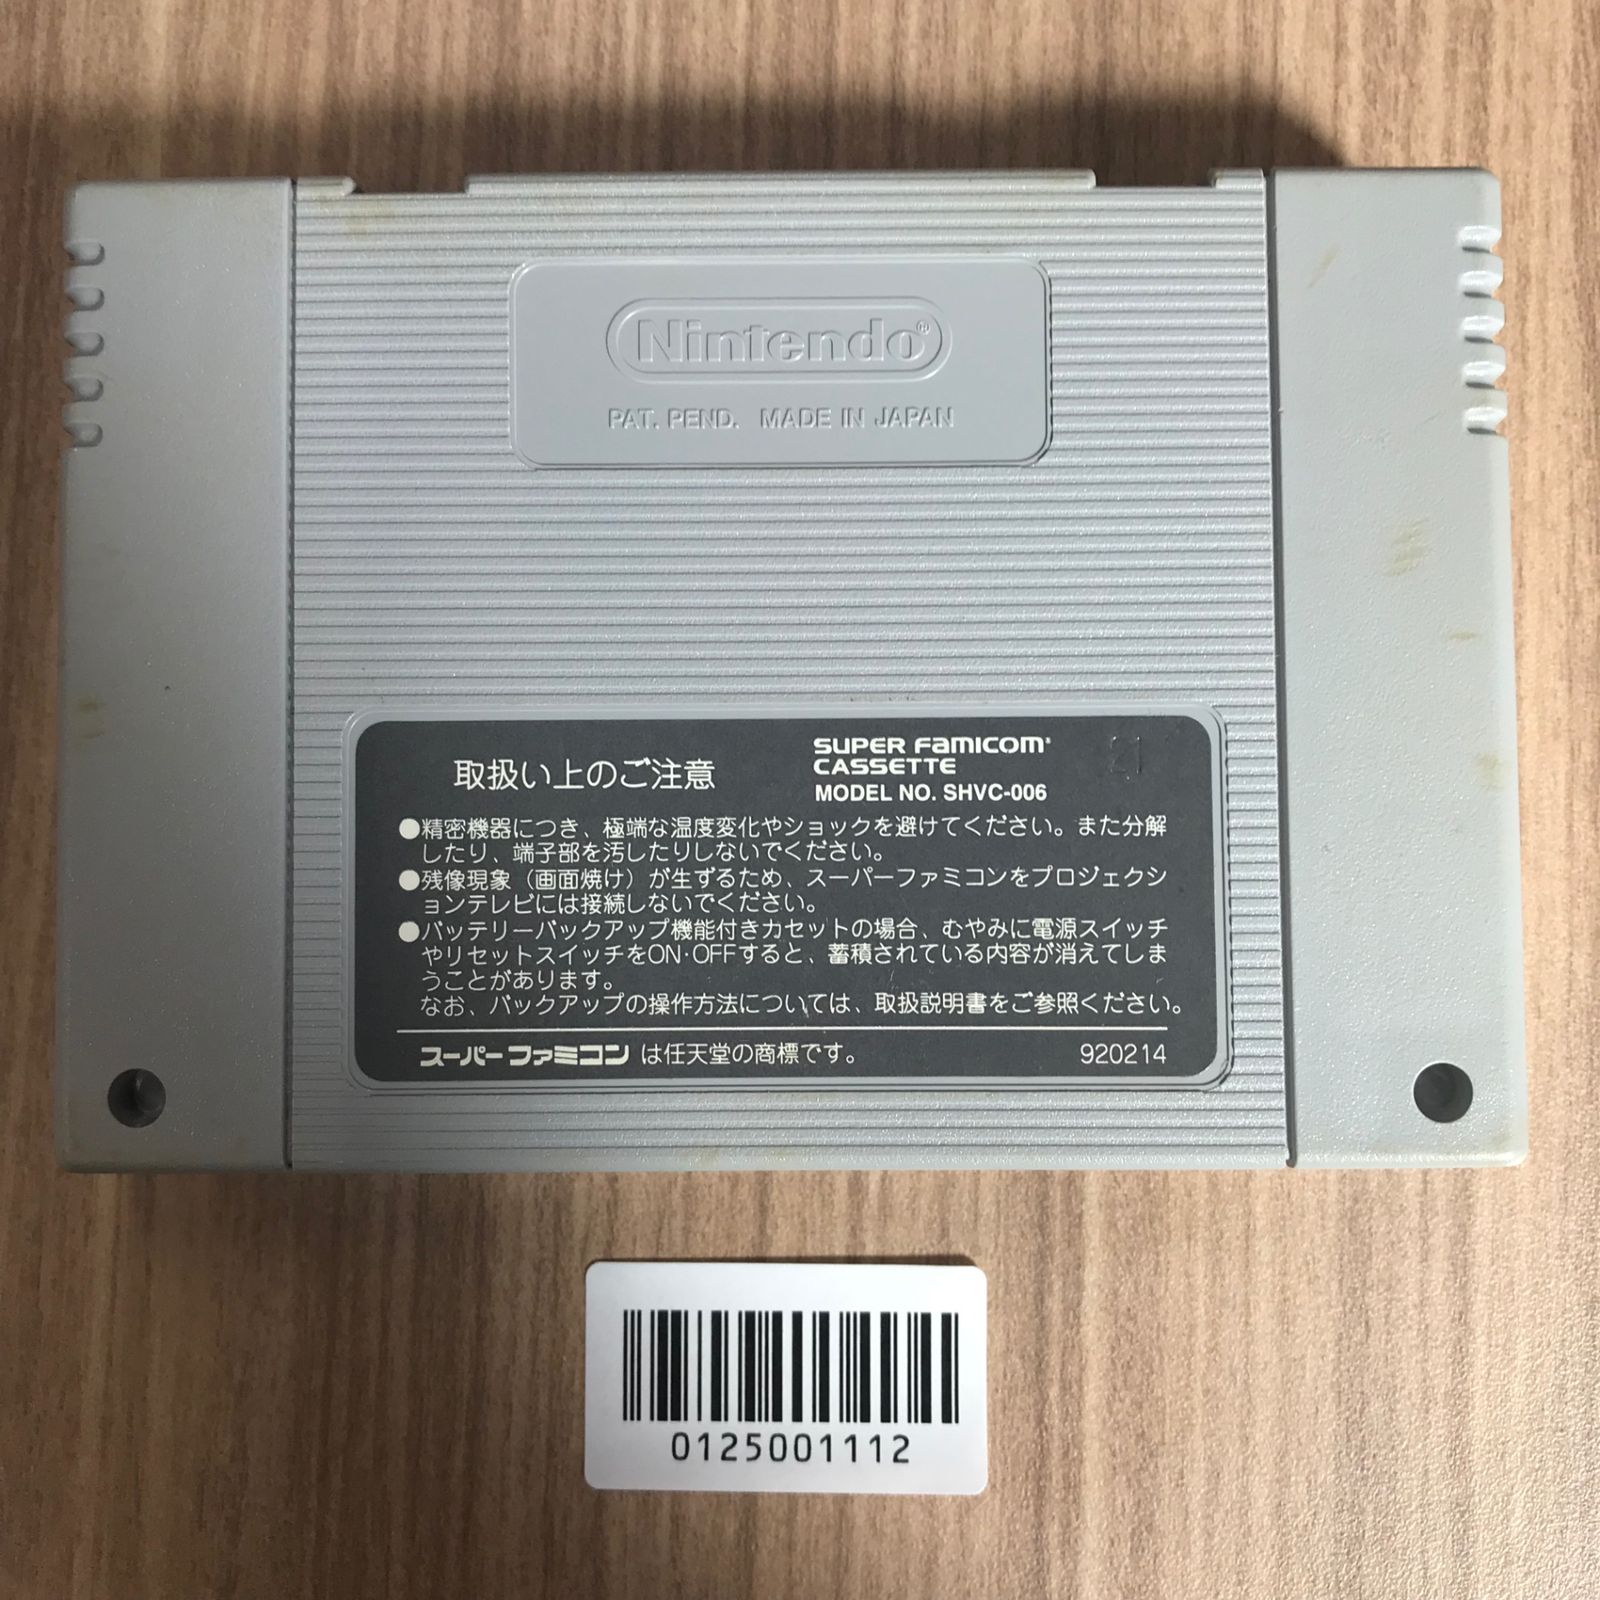 Nintendo®
PAT. PEND. MADE IN JAPAN
取扱い上のご注意
SUPER FAMICOM
CASSETTE
MODEL NO. SHVC-006
21
●精密機器につき、極端な温度変化やショックを避けてください。また分解
したり、端子部を汚したりしないでください。
●残像現象(画面焼け)が生ずるため、スーパーファミコンをプロジェクシ
ョンテレビには接続しないでください。
●バッテリーバックアップ機能付きカセットの場合、むやみに電源スイッチ
やリセットスイッチをON·OFFすると、蓄積されている内容が消えてしま
うことがあります。
なお、バックアップの操作方法については、取扱説明書をご参照ください。
スーパーファミコン は任天堂の商標です。 920214
0125001112